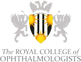 The ROYAL COLLEGE of
OPHTHALMOLOGISTS